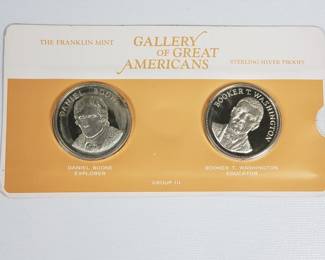 THE FRANKLIN MINT
GALLERY
OF GREAT
AMERICANS
STERLING SILVER PROOFS
DANIEL BOONE
BOOKER T. WASHINGTON
DANIEL BOONE
EXPLORER
BOOKER T. WASHINGTON
EDUCATOR
GROUP III